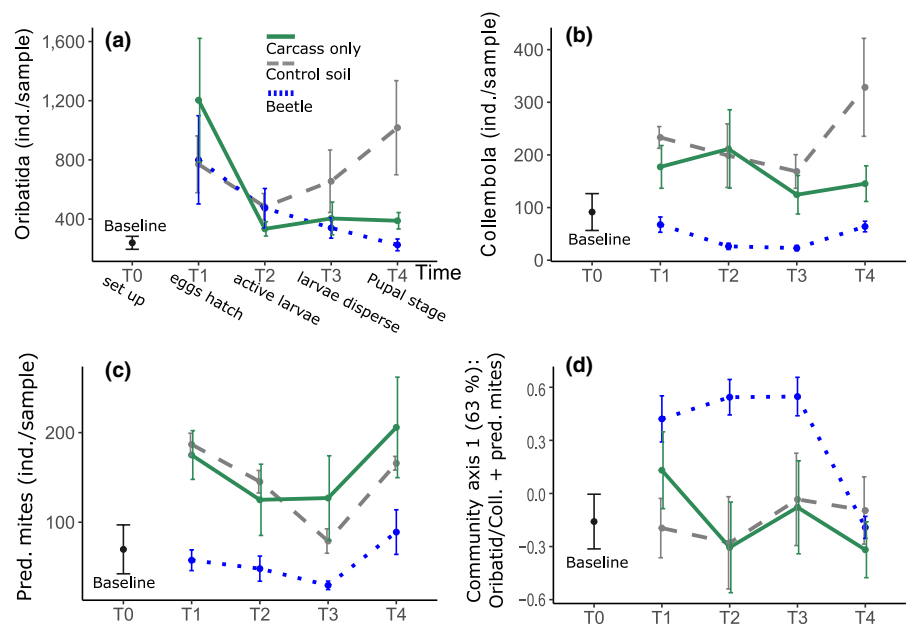 (a)
Oribatida (ind./sample)
1,600
1,200
800
400
Carcass only
Control soil
Beetle
Baseline
T0
T1
T2
T3
T4
Time
set up
eggs hatch
active larvae
larvae disperse
Pupal stage
(b)
Collembola (ind./sample)
400
300
200
100
0
Baseline
T0
T1
T2
T3
T4
(c)
Pred. mites (ind./sample)
200
100
Baseline
T0
T1
T2
T3
T4
(d)
Community axis 1 (63 %):
Oribatid/Coll. + pred. mites)
0.6
0.3
0.0
−0.3
−0.6
Baseline
T0
T1
T2
T3
T4